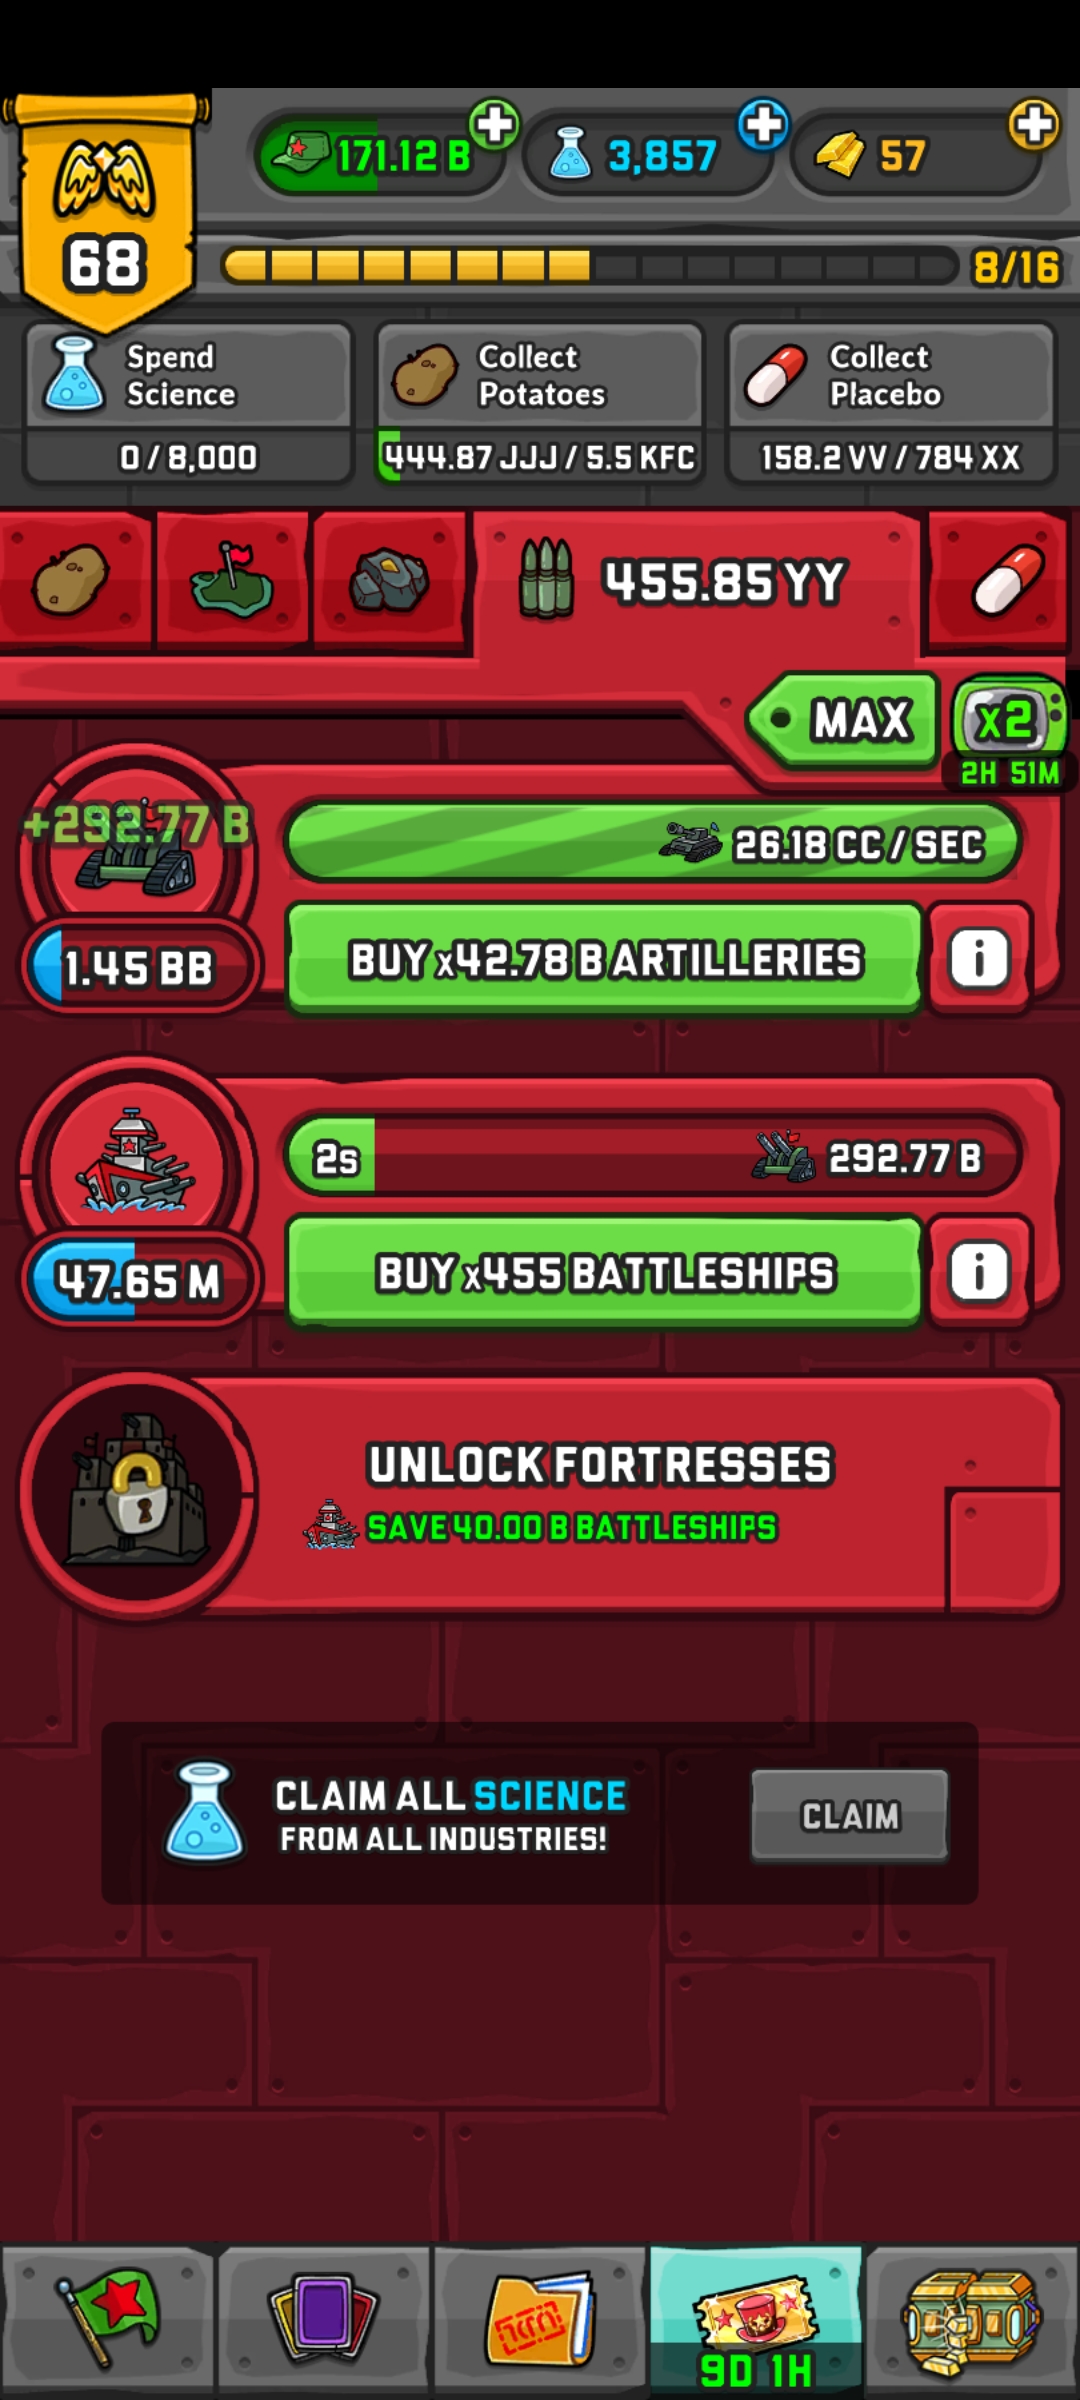 171.12 B
3,857
57
68
8/16
Spend
Science
0 / 8,000
Collect
Potatoes
444.87 JJJ / 5.5 KFC
Collect
Placebo
158.2 VV / 784 XX
455.85 YY
MAX
x2
2H 51M
+292.77 B
26.18 CC / SEC
1.45 BB
BUY x42.78 B ARTILLERIES
i
2s
292.77 B
47.65 M
BUY x455 BATTLESHIPS
i
UNLOCK FORTRESSES
SAVE 40.00 B BATTLESHIPS
CLAIM ALL SCIENCE
FROM ALL INDUSTRIES!
CLAIM
9D 1H